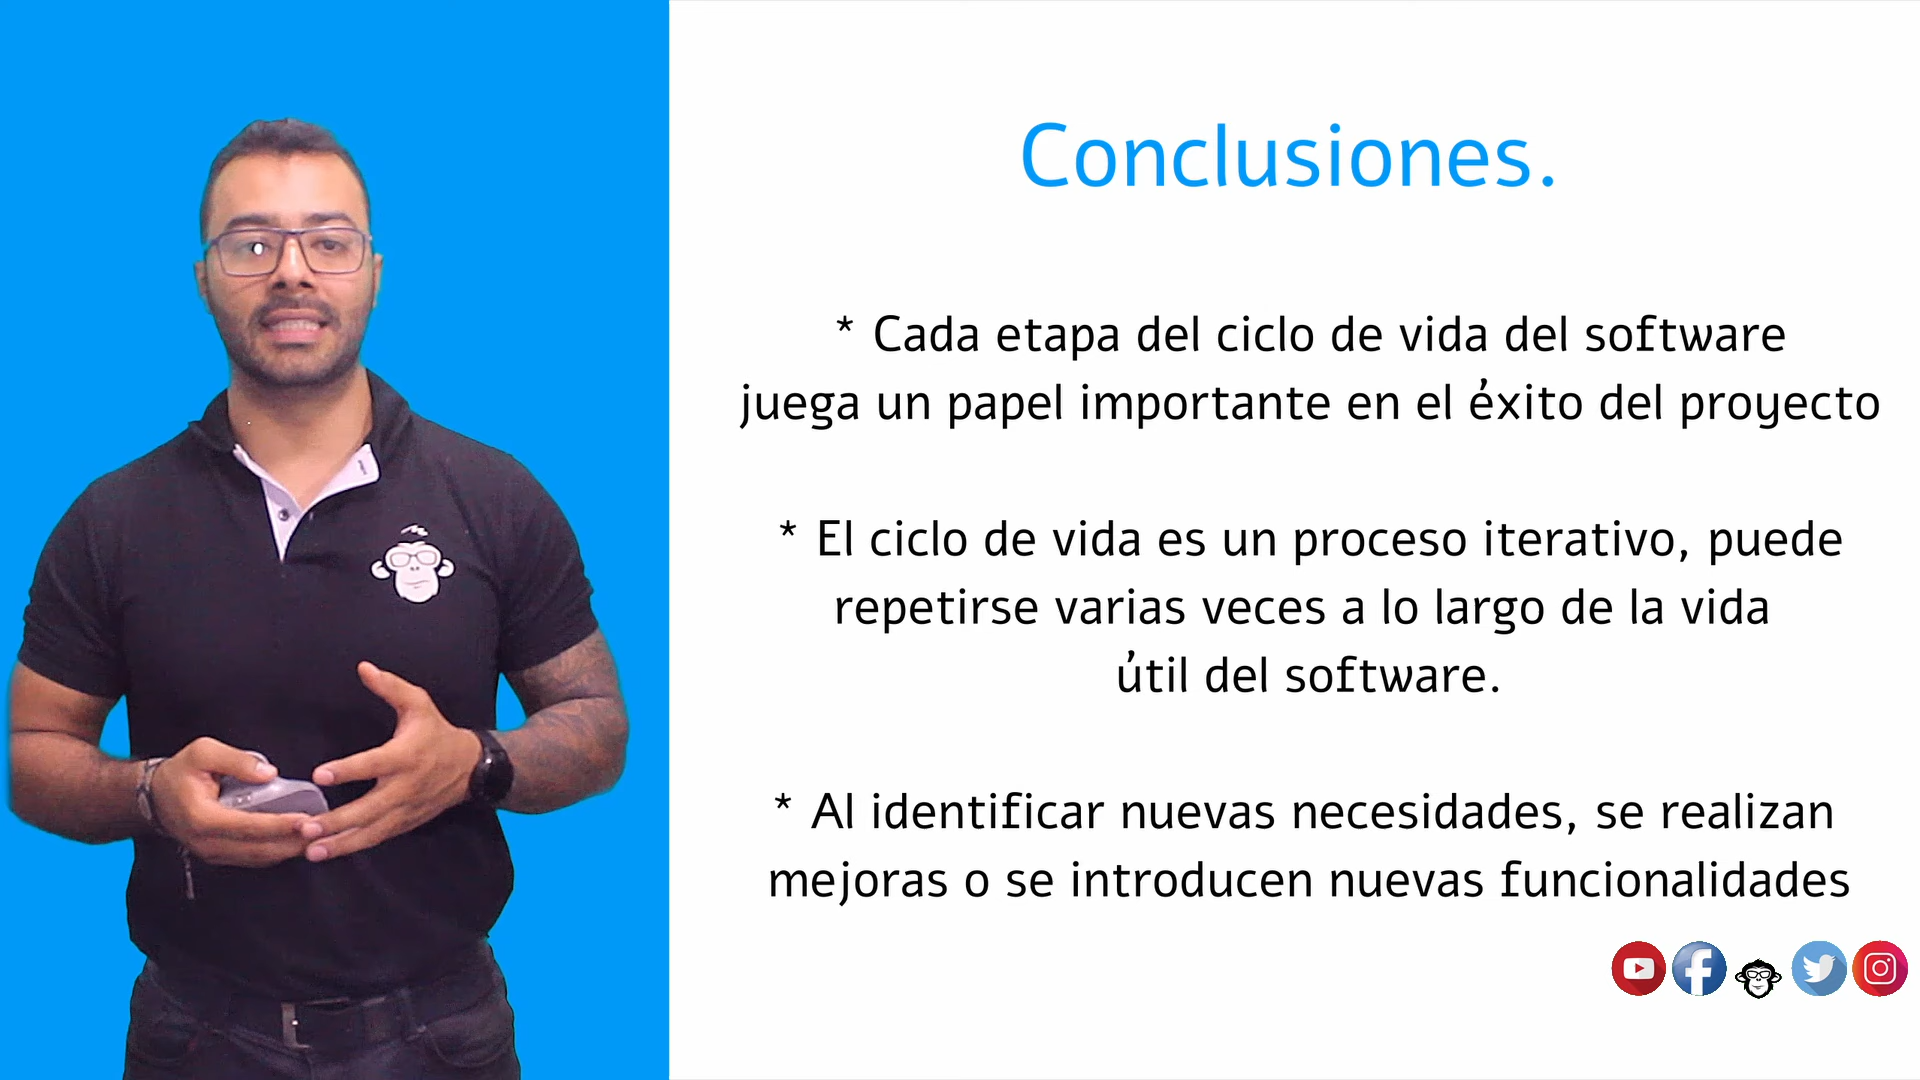 Conclusiones.
* Cada etapa del ciclo de vida del software
juega un papel importante en el éxito del proyecto
* El ciclo de vida es un proceso iterativo, puede
repetirse varias veces a lo largo de la vida
útil del software.
* Al identificar nuevas necesidades, se realizan
mejoras o se introducen nuevas funcionalidades